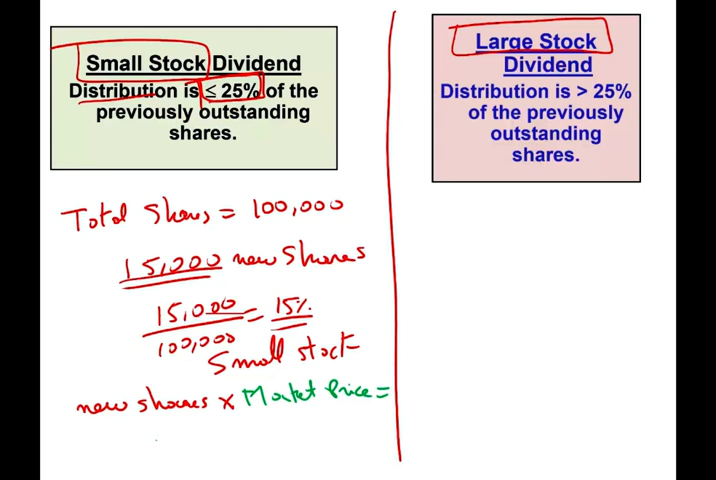 Small Stock Dividend
Distribution is ≤ 25% of the
previously outstanding
shares.
Total Shares = 100,000
15,000 new shares
15,000
100,000
= 15%
Small stock
new shares x Market Price =
Large Stock
Dividend
Distribution is > 25%
of the previously
outstanding
shares.